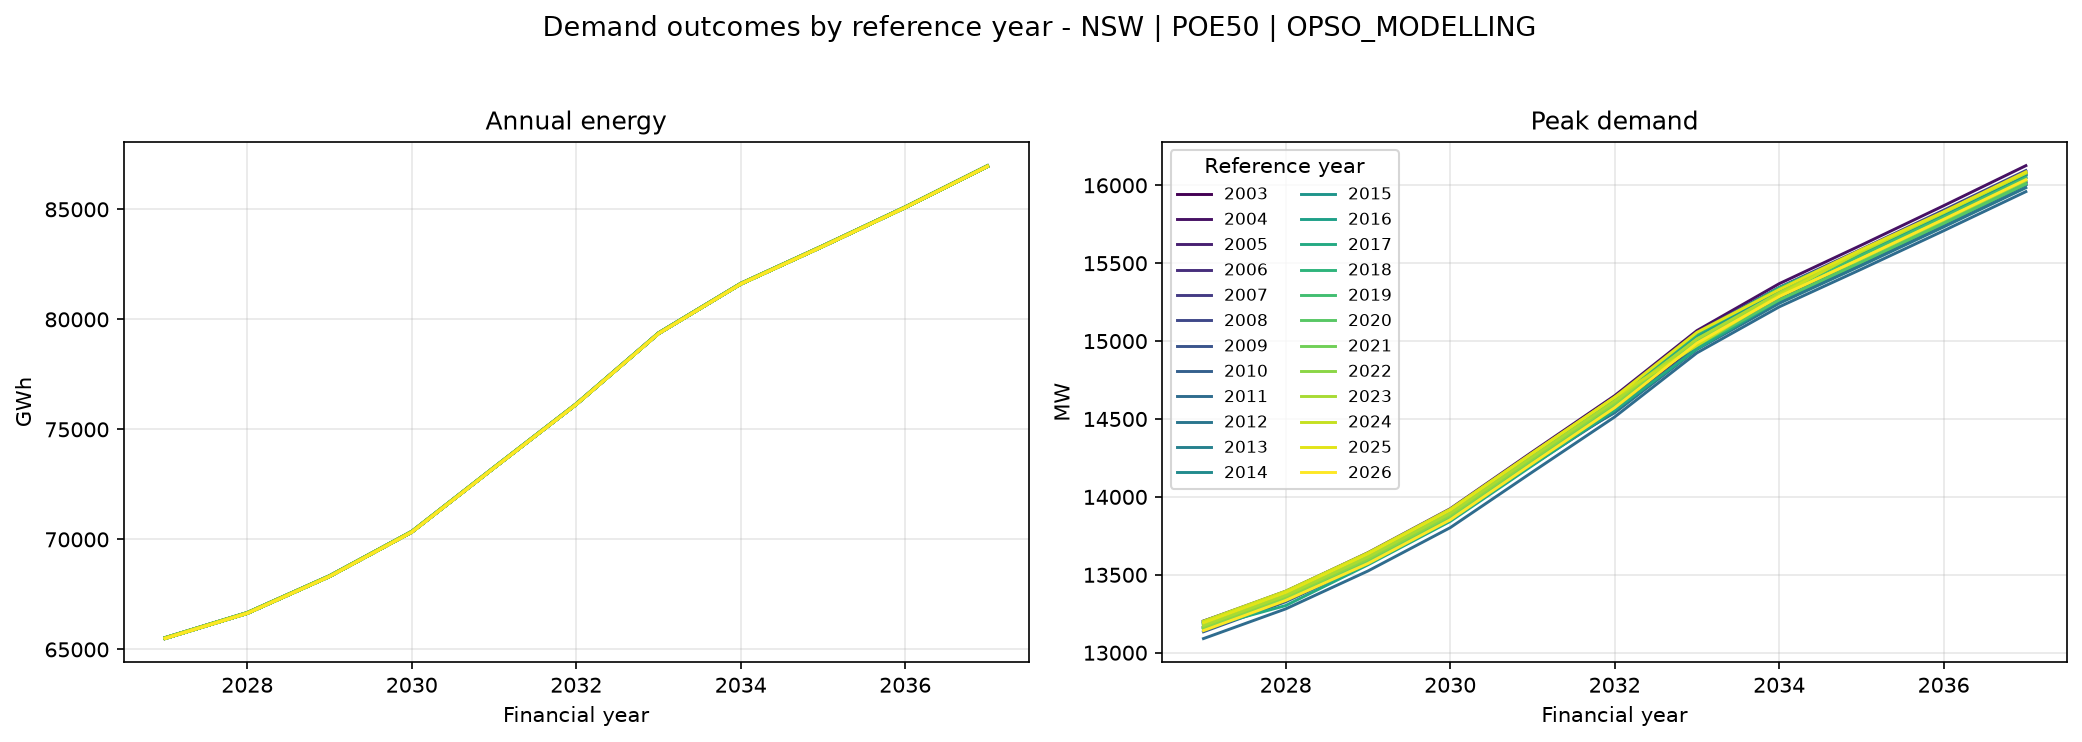 Demand outcomes by reference year - NSW | POE50 | OPSO_MODELLING
Annual energy
GWh
85000
80000
75000
70000
65000
2028 2030 2032 2034 2036
Financial year
Peak demand
MW
16000
15500
15000
14500
14000
13500
13000
Reference year
2003 2015
2004 2016
2005 2017
2006 2018
2007 2019
2008 2020
2009 2021
2010 2022
2011 2023
2012 2024
2013 2025
2014 2026
2028 2030 2032 2034 2036
Financial year